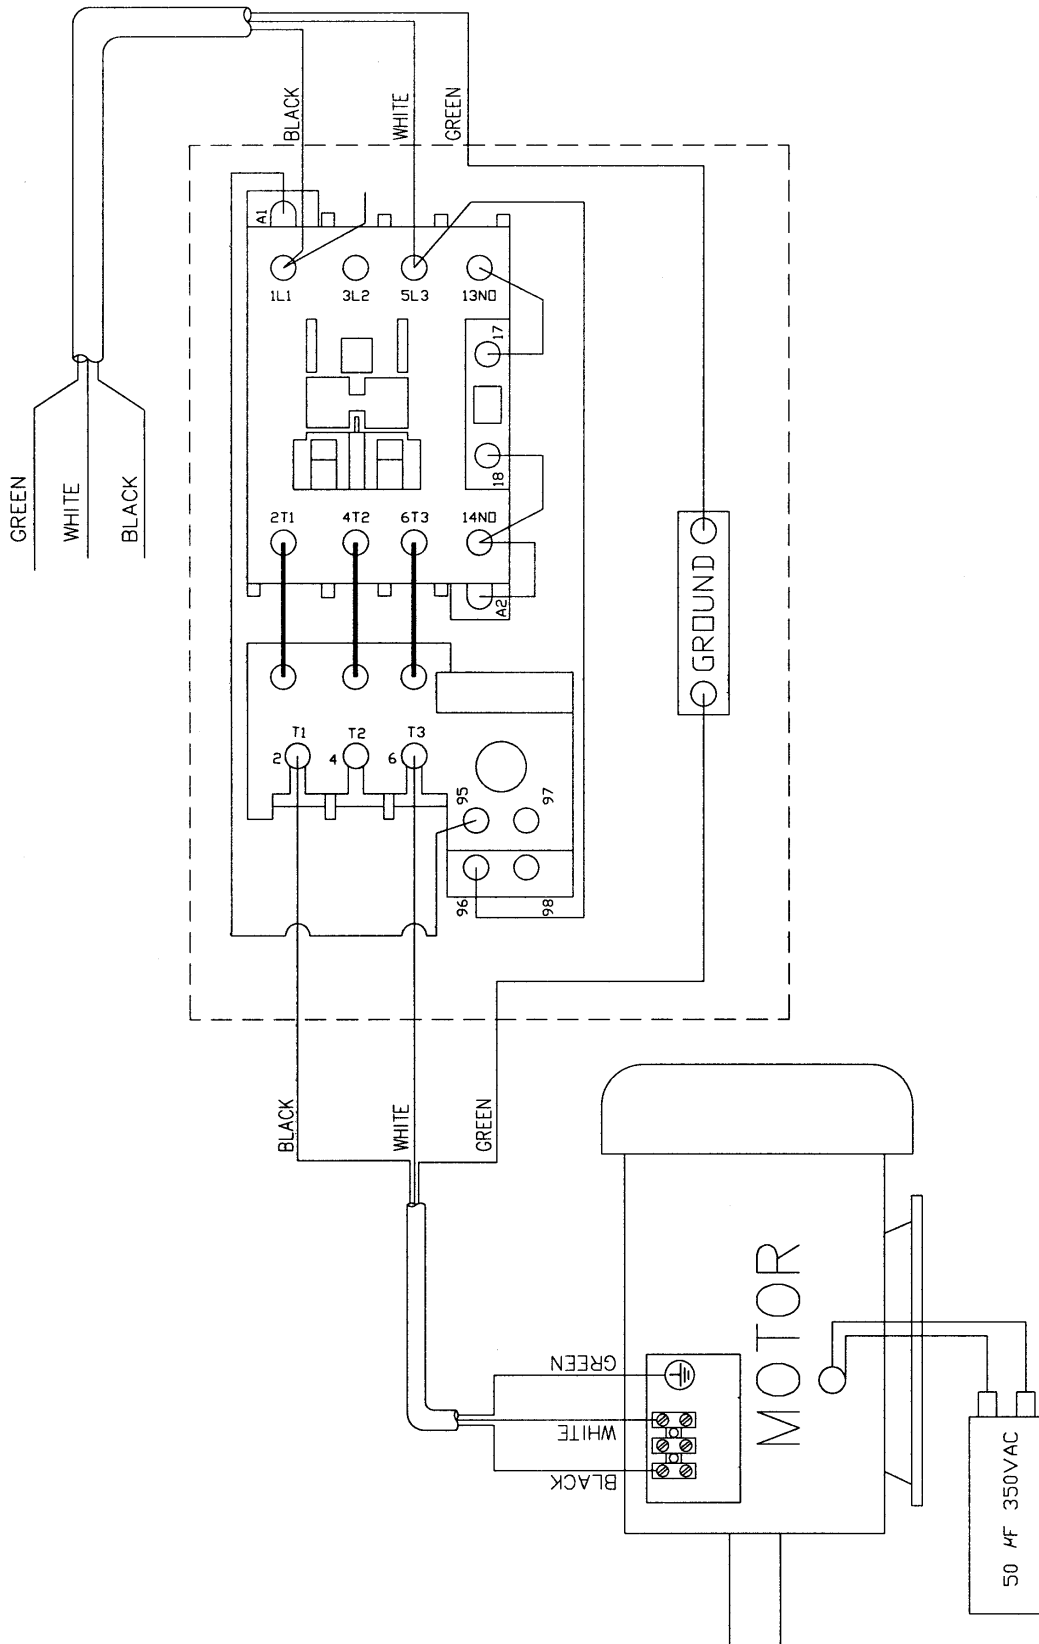 GREEN
WHITE
BLACK
BLACK
WHITE
GREEN
A1
1L1
3L2
5L3
13NO
17
18
2T1
4T2
6T3
14NO
A2
GROUND
2
T1
4
T2
6
T3
95
97
96
98
BLACK
WHITE
GREEN
GREEN
WHITE
BLACK
MOTOR
50 µF 350VAC